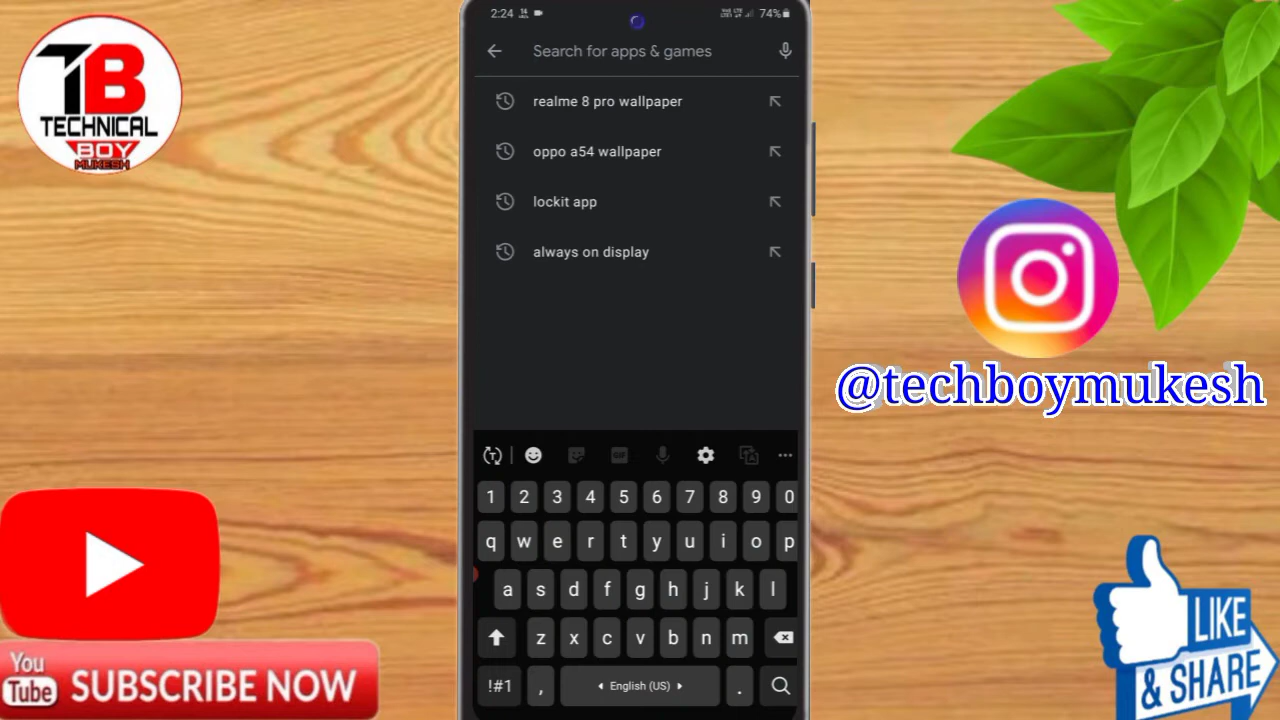 TB
TECHNICAL
BOY
MUKESH
2:24
74%
Search for apps & games
realme 8 pro wallpaper
oppo a54 wallpaper
lockit app
always on display
@techboymukesh
GIF
1 2 3 4 5 6 7 8 9 0
q w e r t y u i o p
a s d f g h j k l
z x c v b n m
!#1 , English (US) .
You
Tube SUBSCRIBE NOW
LIKE
& SHARE